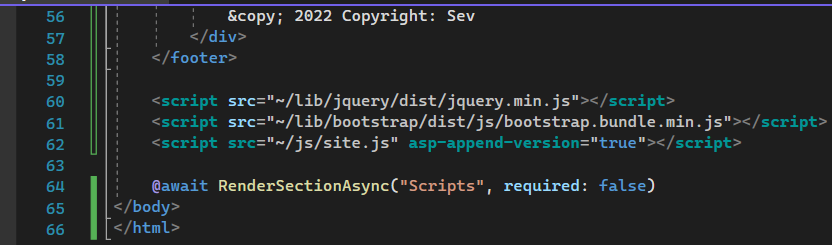 56 &copy; 2022 Copyright: Sev
57 </div>
58 </footer>
59
60 <script src="~/lib/jquery/dist/jquery.min.js"></script>
61 <script src="~/lib/bootstrap/dist/js/bootstrap.bundle.min.js"></script>
62 <script src="~/js/site.js" asp-append-version="true"></script>
63
64 @await RenderSectionAsync("Scripts", required: false)
65 </body>
66 </html>